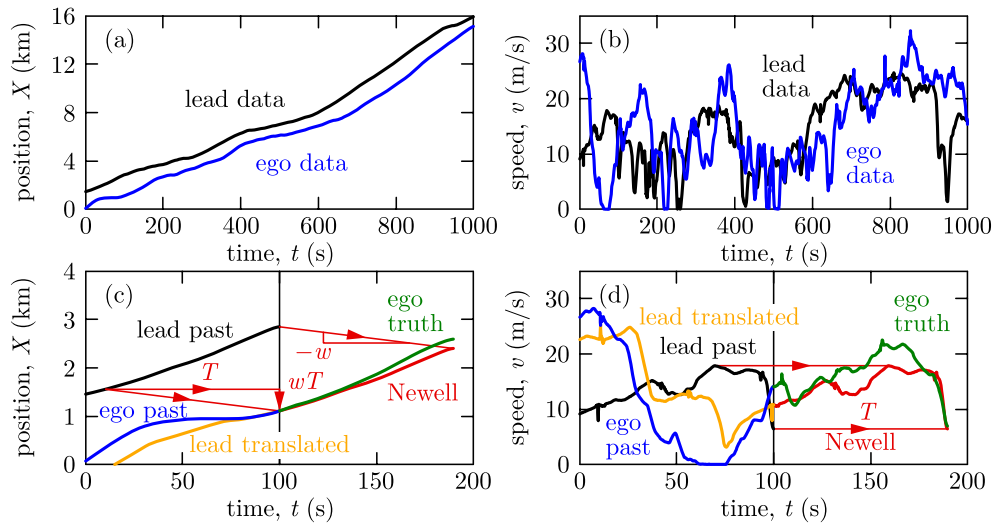 (a)
lead data
ego data
position, X (km)
16
12
8
4
0
0
200
400
600
800
1000
time, t (s)
(b)
lead
data
ego
data
speed, v (m/s)
30
20
10
0
0
200
400
600
800
1000
time, t (s)
(c)
lead past
ego
truth
−w
T
wT
Newell
ego past
lead translated
position, X (km)
4
3
2
1
0
0
50
100
150
200
time, t (s)
(d)
ego
truth
lead translated
lead past
T
Newell
ego
past
speed, v (m/s)
30
20
10
0
0
50
100
150
200
time, t (s)